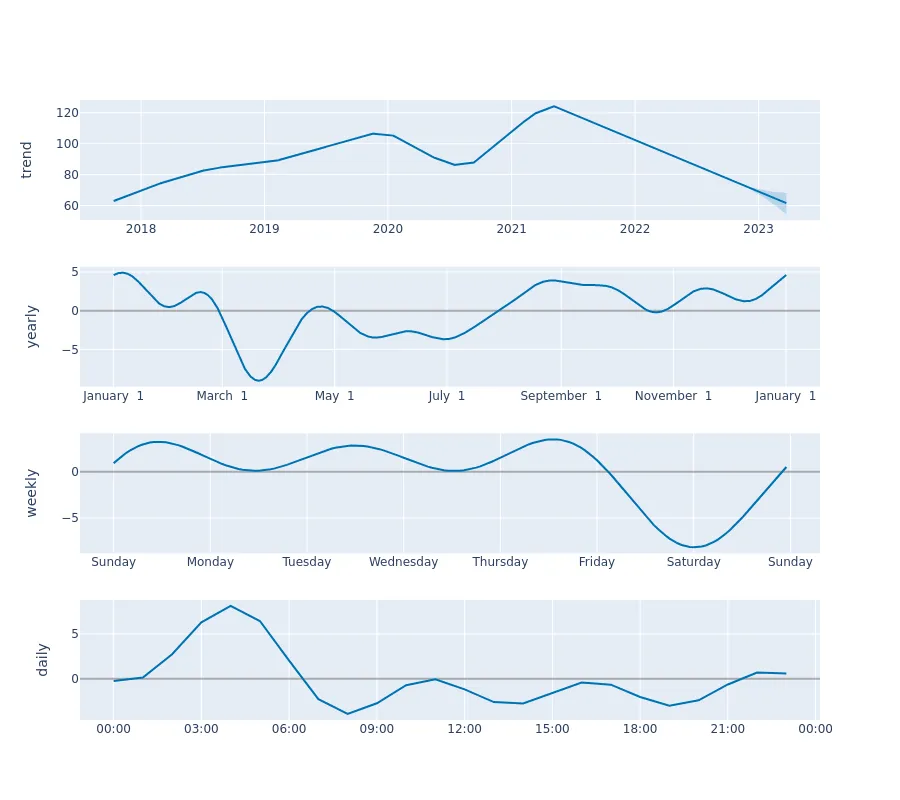 trend
120
100
80
60
2018 2019 2020 2021 2022 2023
yearly
5
0
−5
January 1 March 1 May 1 July 1 September 1 November 1 January 1
weekly
0
−5
Sunday Monday Tuesday Wednesday Thursday Friday Saturday Sunday
daily
5
0
00:00 03:00 06:00 09:00 12:00 15:00 18:00 21:00 00:00